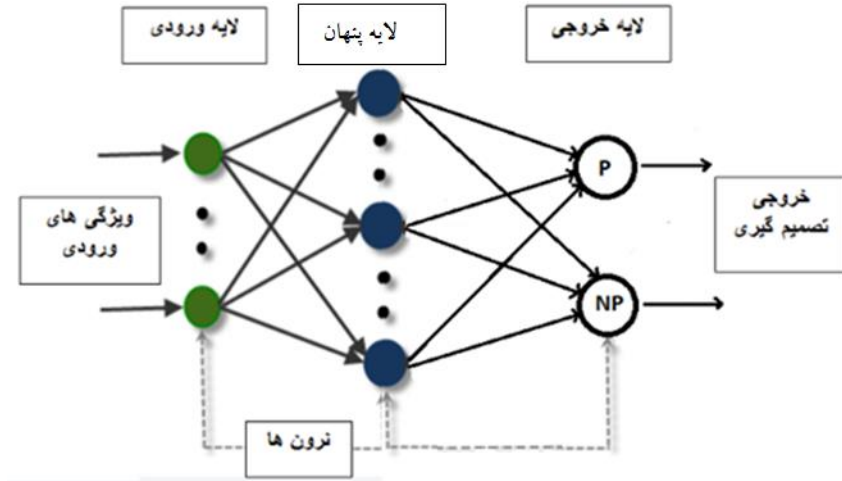 لایه ورودی
لایه پنهان
لایه خروجی
ویژگی های
ورودی
P
NP
خروجی
تصمیم گیری
نرون ها